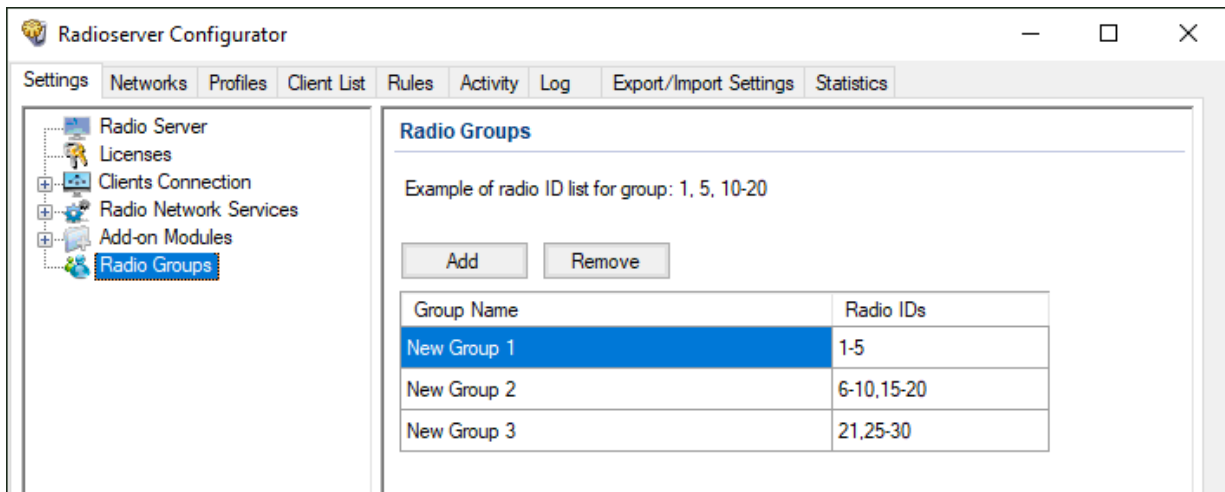 Radioserver Configurator
Settings Networks Profiles Client List Rules Activity Log Export/Import Settings Statistics
Radio Server
Licenses
Clients Connection
Radio Network Services
Add-on Modules
Radio Groups
Radio Groups
Example of radio ID list for group: 1, 5, 10-20
Add Remove
Group Name Radio IDs
New Group 1 1-5
New Group 2 6-10,15-20
New Group 3 21,25-30